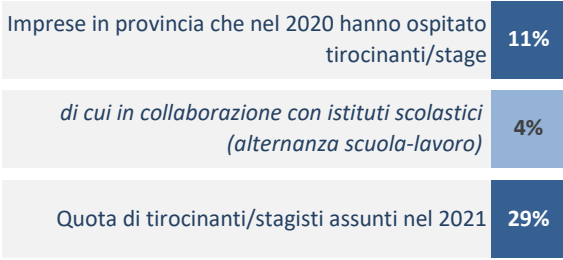 Imprese in provincia che nel 2020 hanno ospitato
tirocinanti/stage
11%
di cui in collaborazione con istituti scolastici
(alternanza scuola-lavoro)
4%
Quota di tirocinanti/stagisti assunti nel 2021
29%